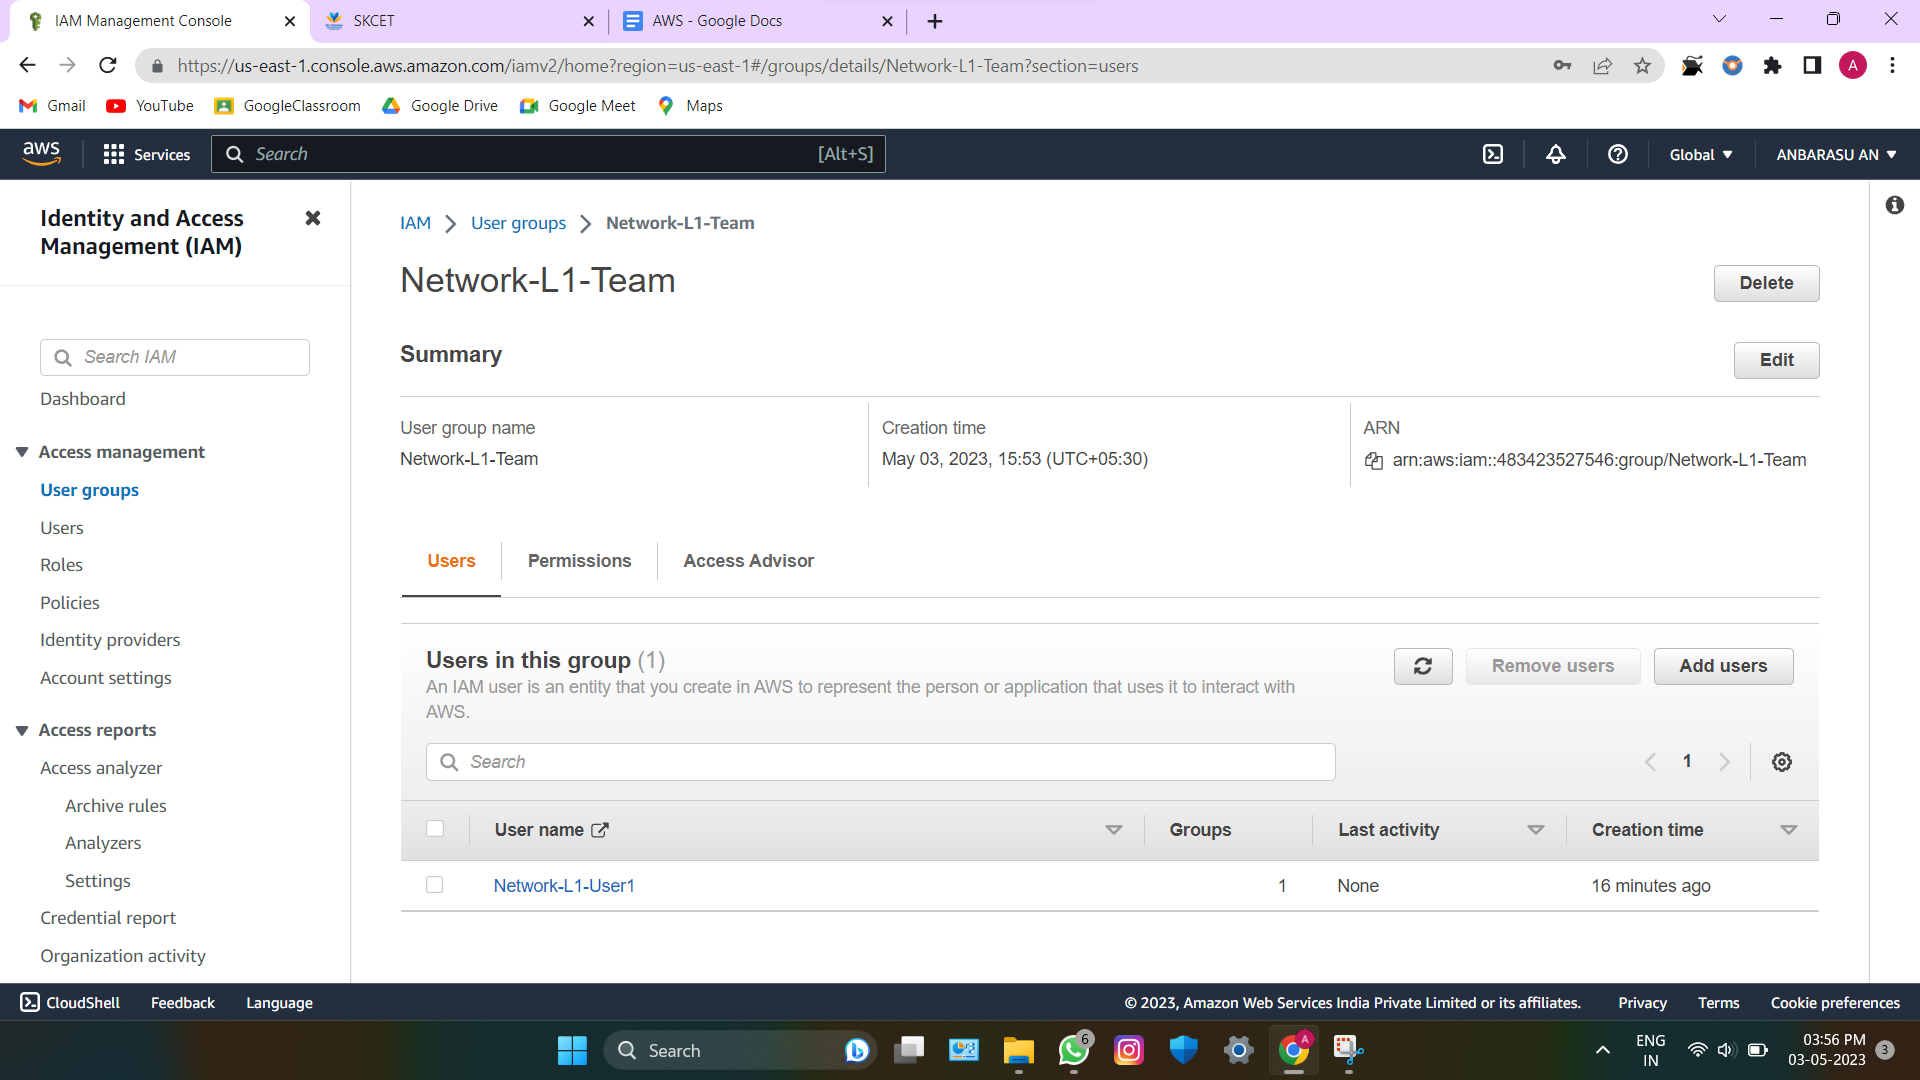 IAM Management Console
SKCET
AWS - Google Docs
https://us-east-1.console.aws.amazon.com/iamv2/home?region=us-east-1#/groups/details/Network-L1-Team?section=users
A
Gmail
YouTube
GoogleClassroom
Google Drive
Google Meet
Maps
aws
Services
Search
[Alt+S]
Global
ANBARASU AN
Identity and Access
Management (IAM)
Search IAM
Dashboard
Access management
User groups
Users
Roles
Policies
Identity providers
Account settings
Access reports
Access analyzer
Archive rules
Analyzers
Settings
Credential report
Organization activity
IAM
User groups
Network-L1-Team
Network-L1-Team
Delete
Summary
Edit
User group name
Network-L1-Team
Creation time
May 03, 2023, 15:53 (UTC+05:30)
ARN
arn:aws:iam::483423527546:group/Network-L1-Team
Users
Permissions
Access Advisor
Users in this group (1)
An IAM user is an entity that you create in AWS to represent the person or application that uses it to interact with
AWS.
Remove users
Add users
Search
1
User name
Groups
Last activity
Creation time
Network-L1-User1
1
None
16 minutes ago
CloudShell
Feedback
Language
© 2023, Amazon Web Services India Private Limited or its affiliates.
Privacy
Terms
Cookie preferences
Search
6
A
ENG
IN
03:56 PM
03-05-2023
3